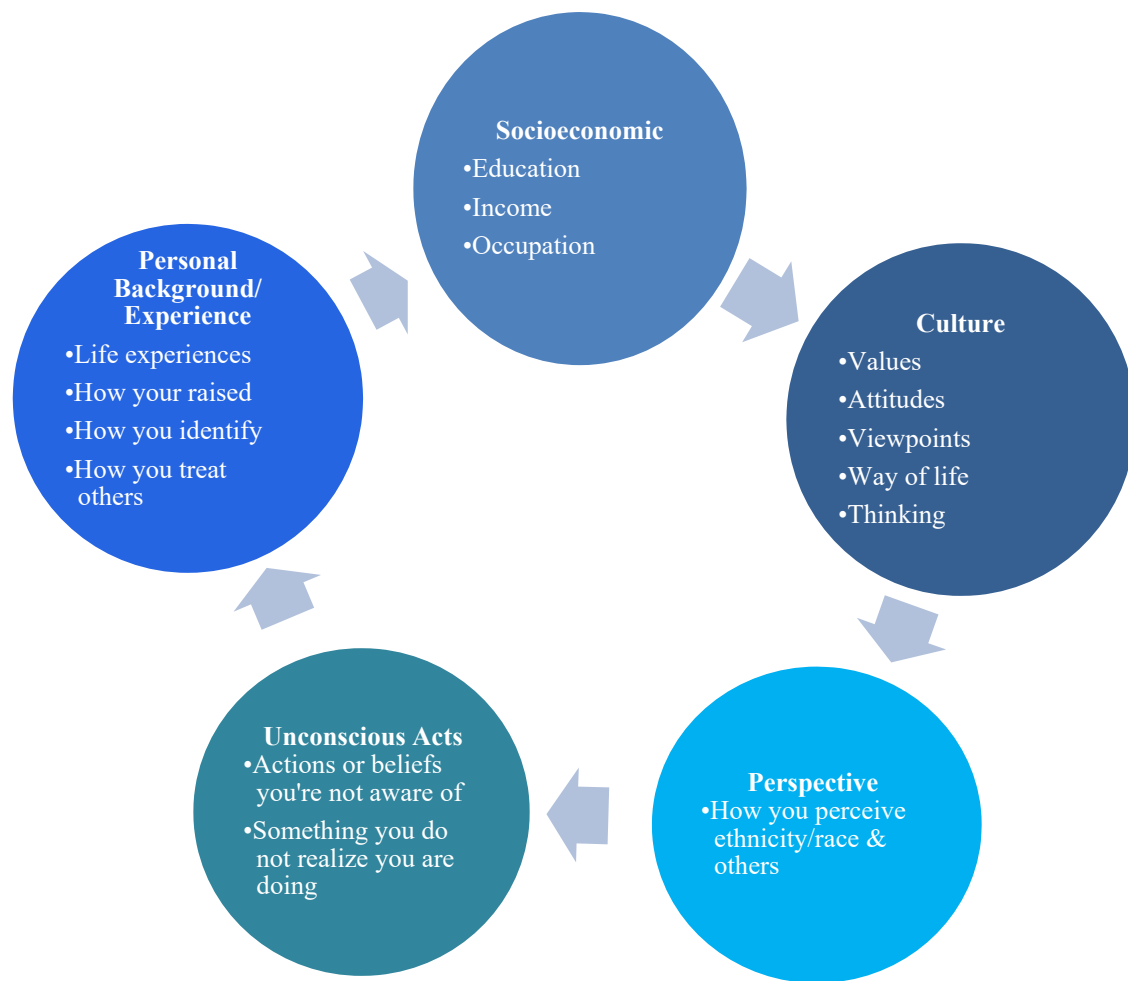 Socioeconomic
•Education
•Income
•Occupation
Culture
•Values
•Attitudes
•Viewpoints
•Way of life
•Thinking
Perspective
•How you perceive
ethnicity/race &
others
Unconscious Acts
•Actions or beliefs
you're not aware of
•Something you do
not realize you are
doing
Personal
Background/
Experience
•Life experiences
•How your raised
•How you identify
•How you treat
others